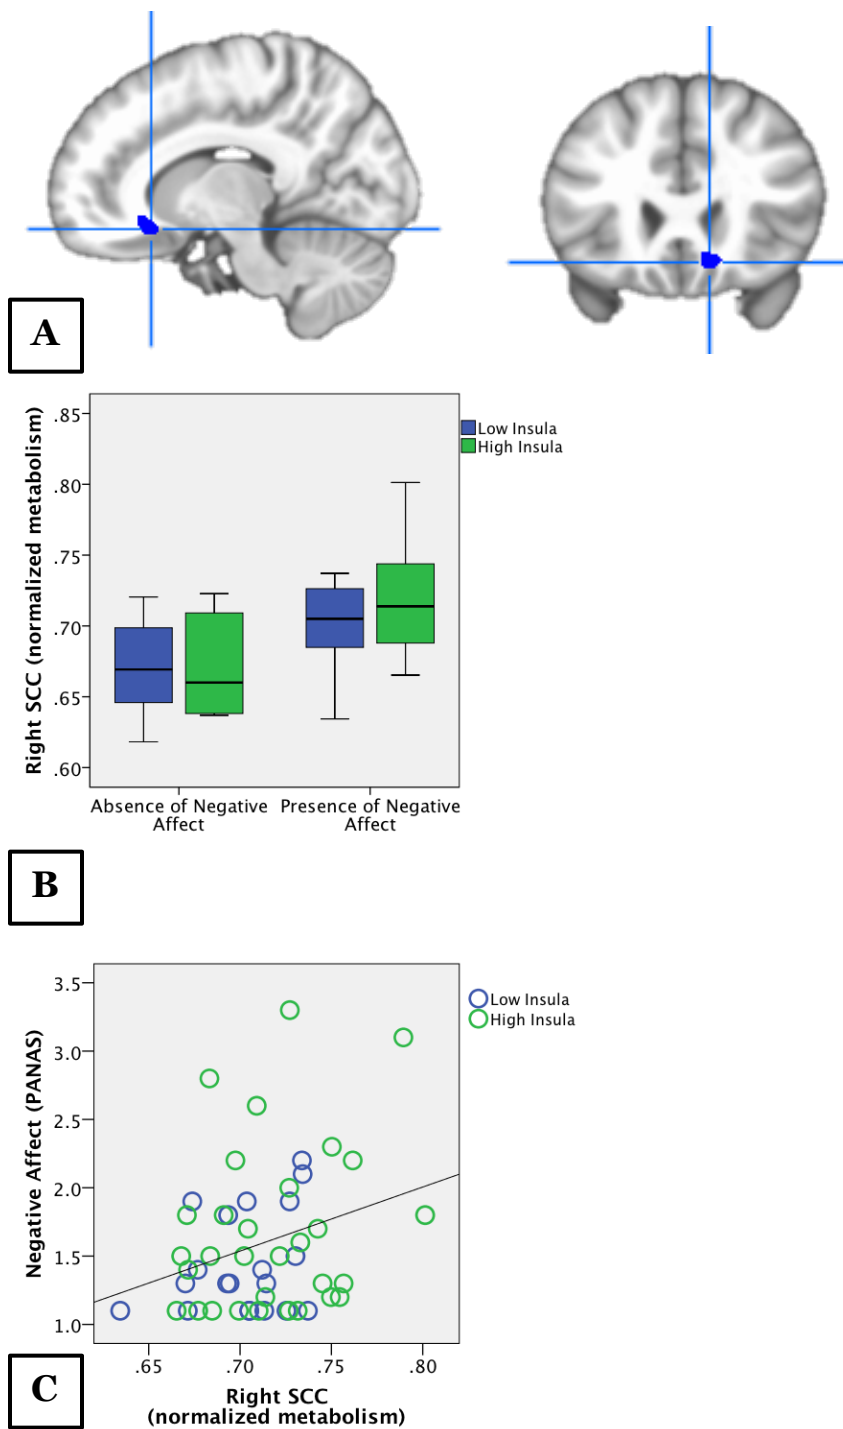 A
Right SCC (normalized metabolism)
.85
.80
.75
.70
.65
.60
Low Insula
High Insula
Absence of Negative
Affect
Presence of Negative
Affect
B
Negative Affect (PANAS)
3.5
3.0
2.5
2.0
1.5
1.0
Low Insula
High Insula
.65
.70
.75
.80
Right SCC
(normalized metabolism)
C